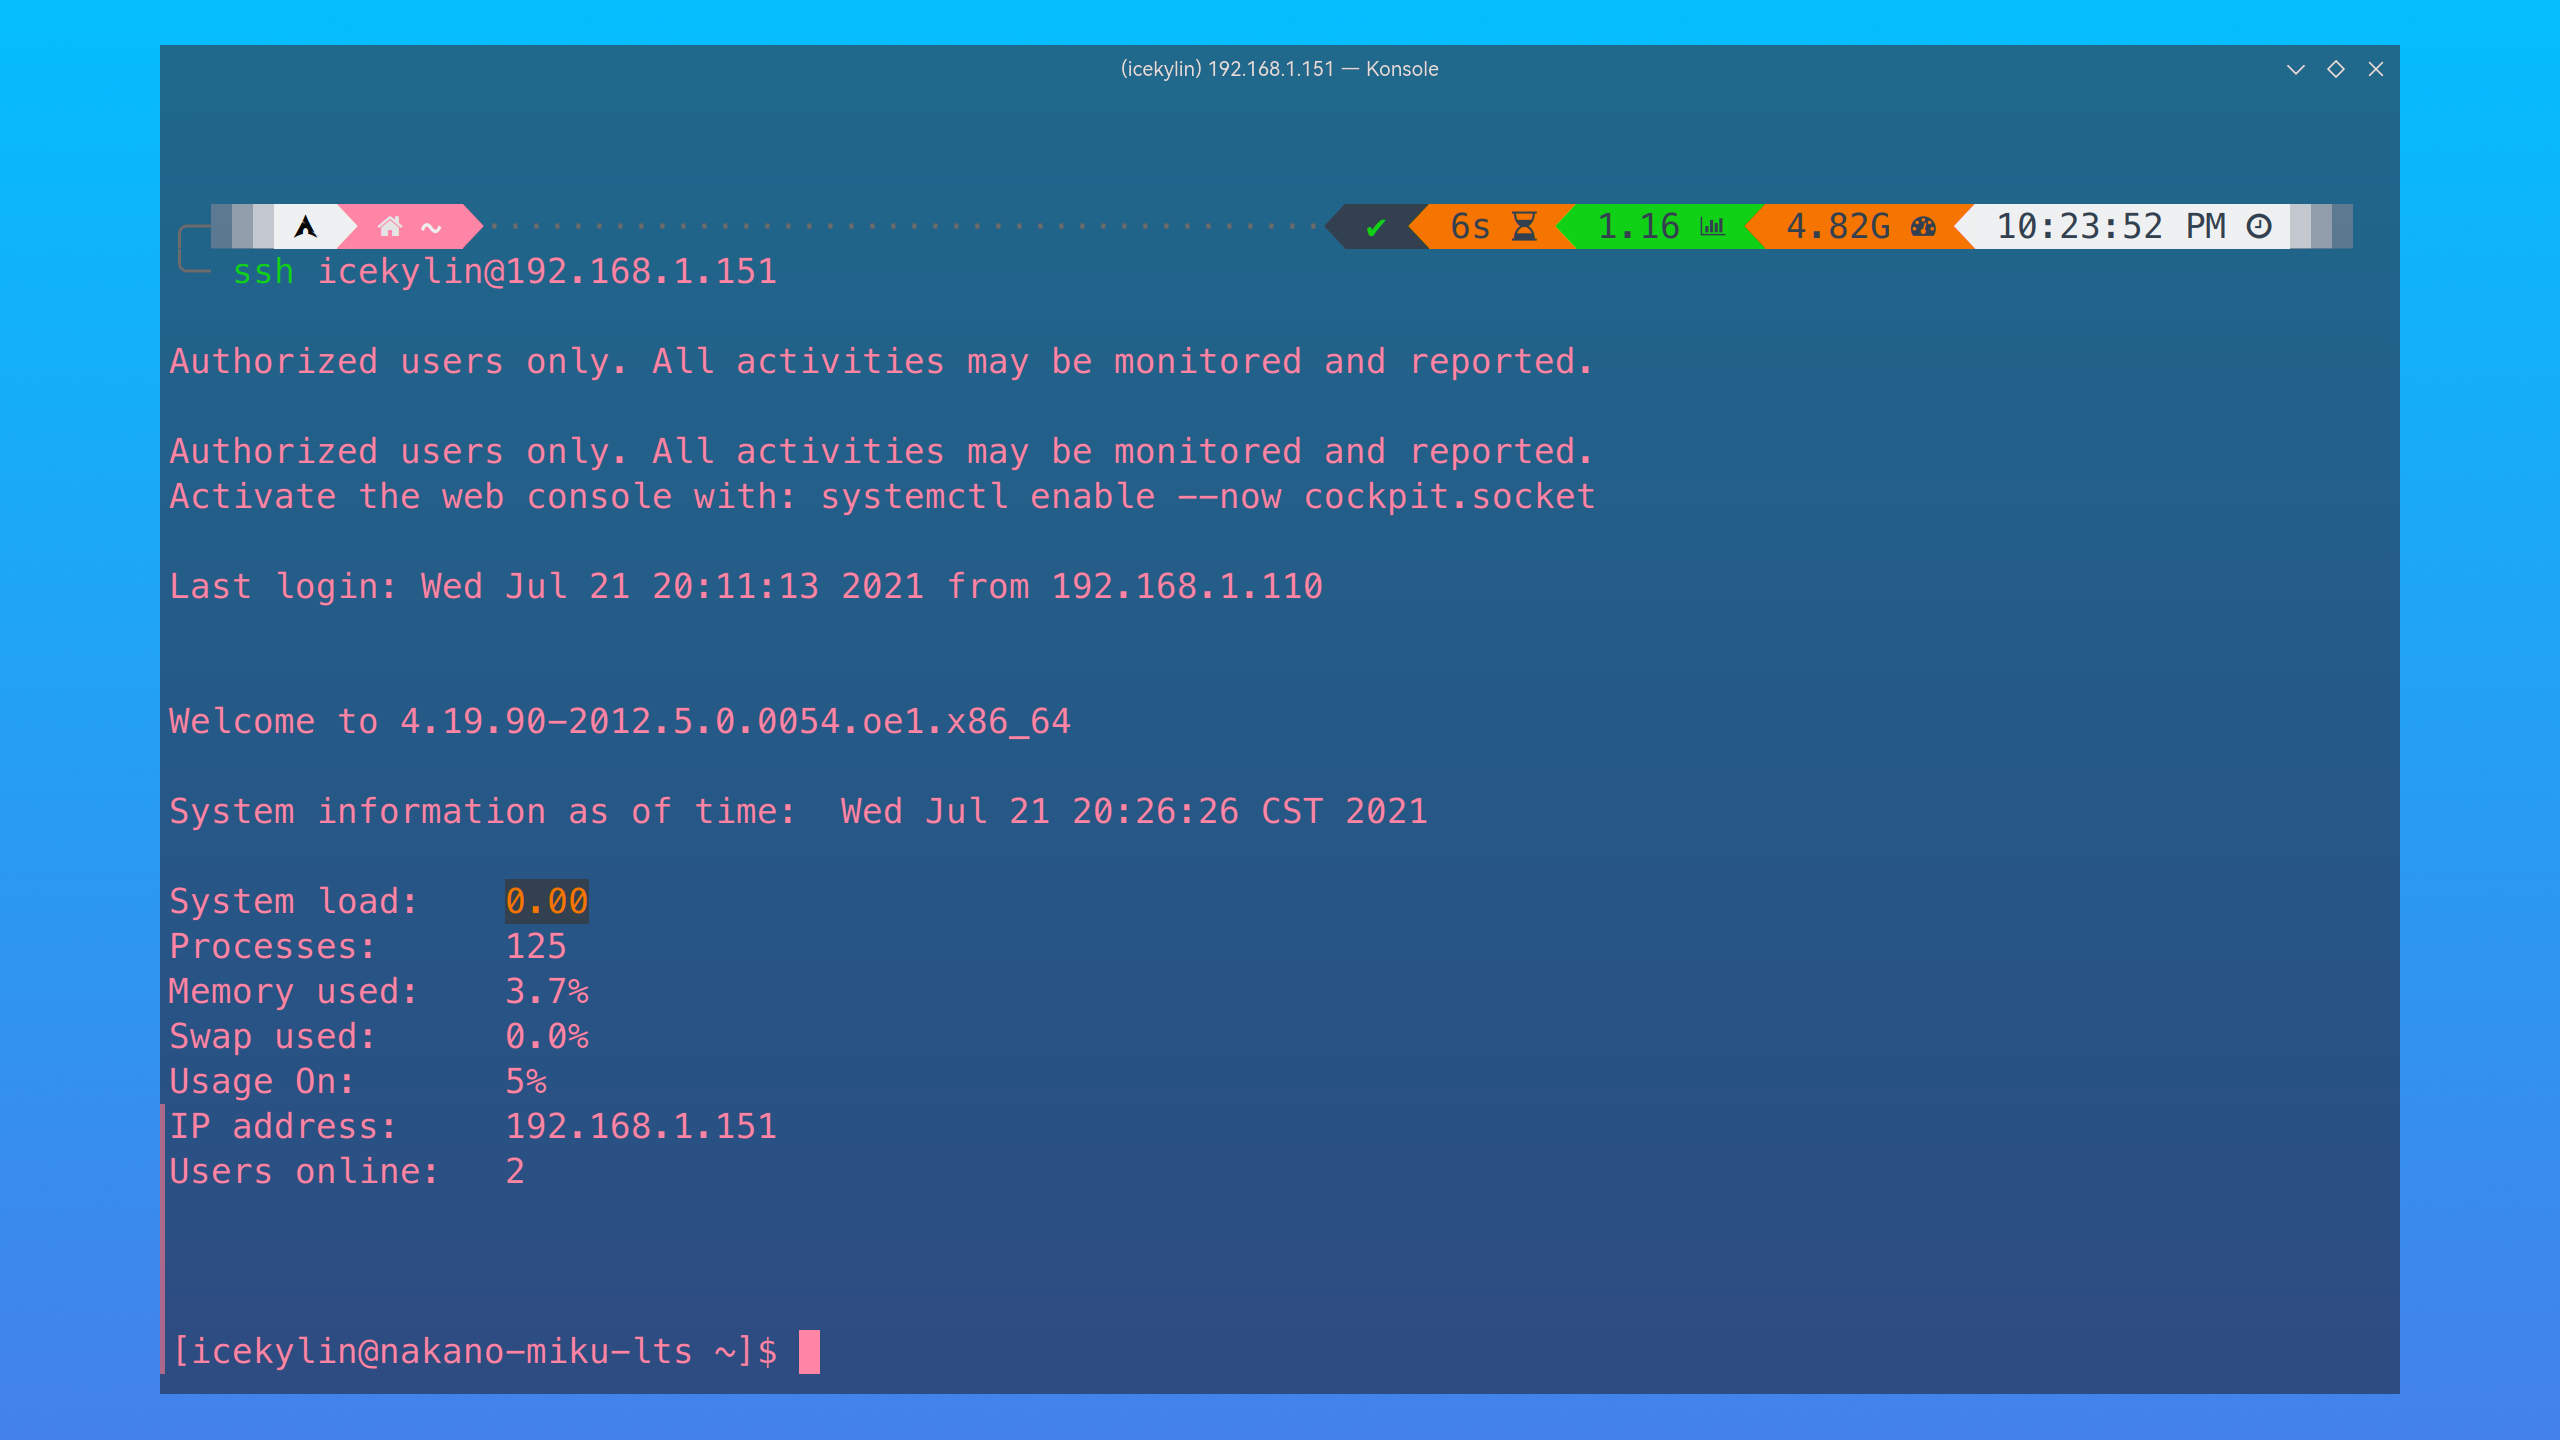 (icekylin) 192.168.1.151 — Konsole
~ ✔ 6s 1.16 4.82G 10:23:52 PM
ssh icekylin@192.168.1.151
Authorized users only. All activities may be monitored and reported.
Authorized users only. All activities may be monitored and reported.
Activate the web console with: systemctl enable --now cockpit.socket
Last login: Wed Jul 21 20:11:13 2021 from 192.168.1.110
Welcome to 4.19.90-2012.5.0.0054.oe1.x86_64
System information as of time:  Wed Jul 21 20:26:26 CST 2021
System load:    0.00
Processes:      125
Memory used:    3.7%
Swap used:      0.0%
Usage On:       5%
IP address:     192.168.1.151
Users online:   2
[icekylin@nakano-miku-lts ~]$